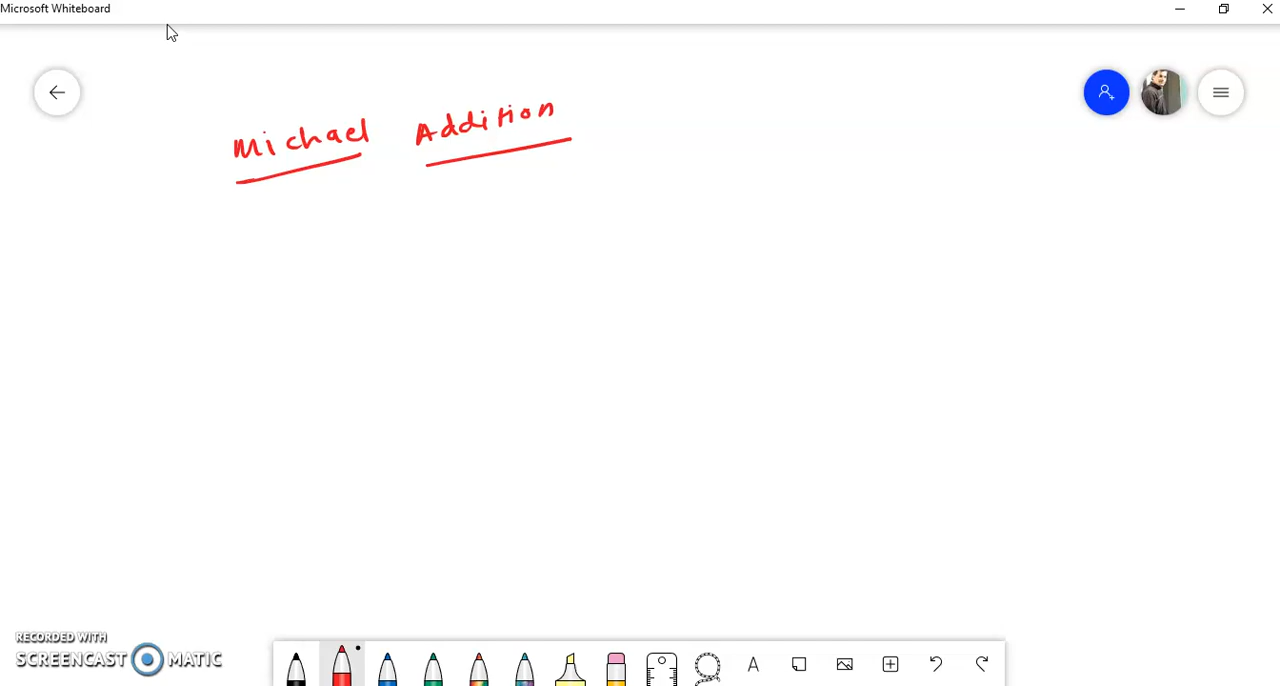 Microsoft Whiteboard
Michael Addition
RECORDED WITH
SCREENCAST MATIC